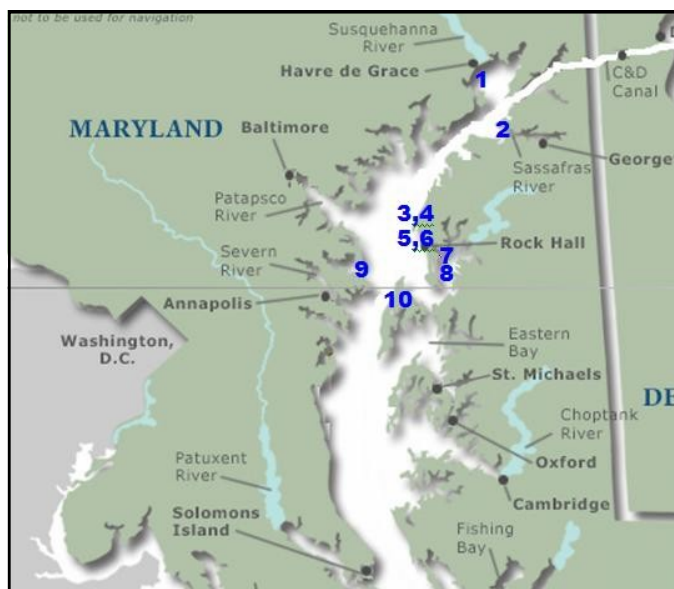 not to be used for navigation
Susquehanna
River
Havre de Grace
1
C&D
Canal
MARYLAND
Baltimore
2
George
Sassafras
River
Patapsco
River
3,4
5,6
Rock Hall
7
8
Severn
River
9
Annapolis
10
Washington,
D.C.
Eastern
Bay
St. Michaels
DE
Choptank
River
Oxford
Patuxent
River
Cambridge
Solomons
Island
Fishing
Bay